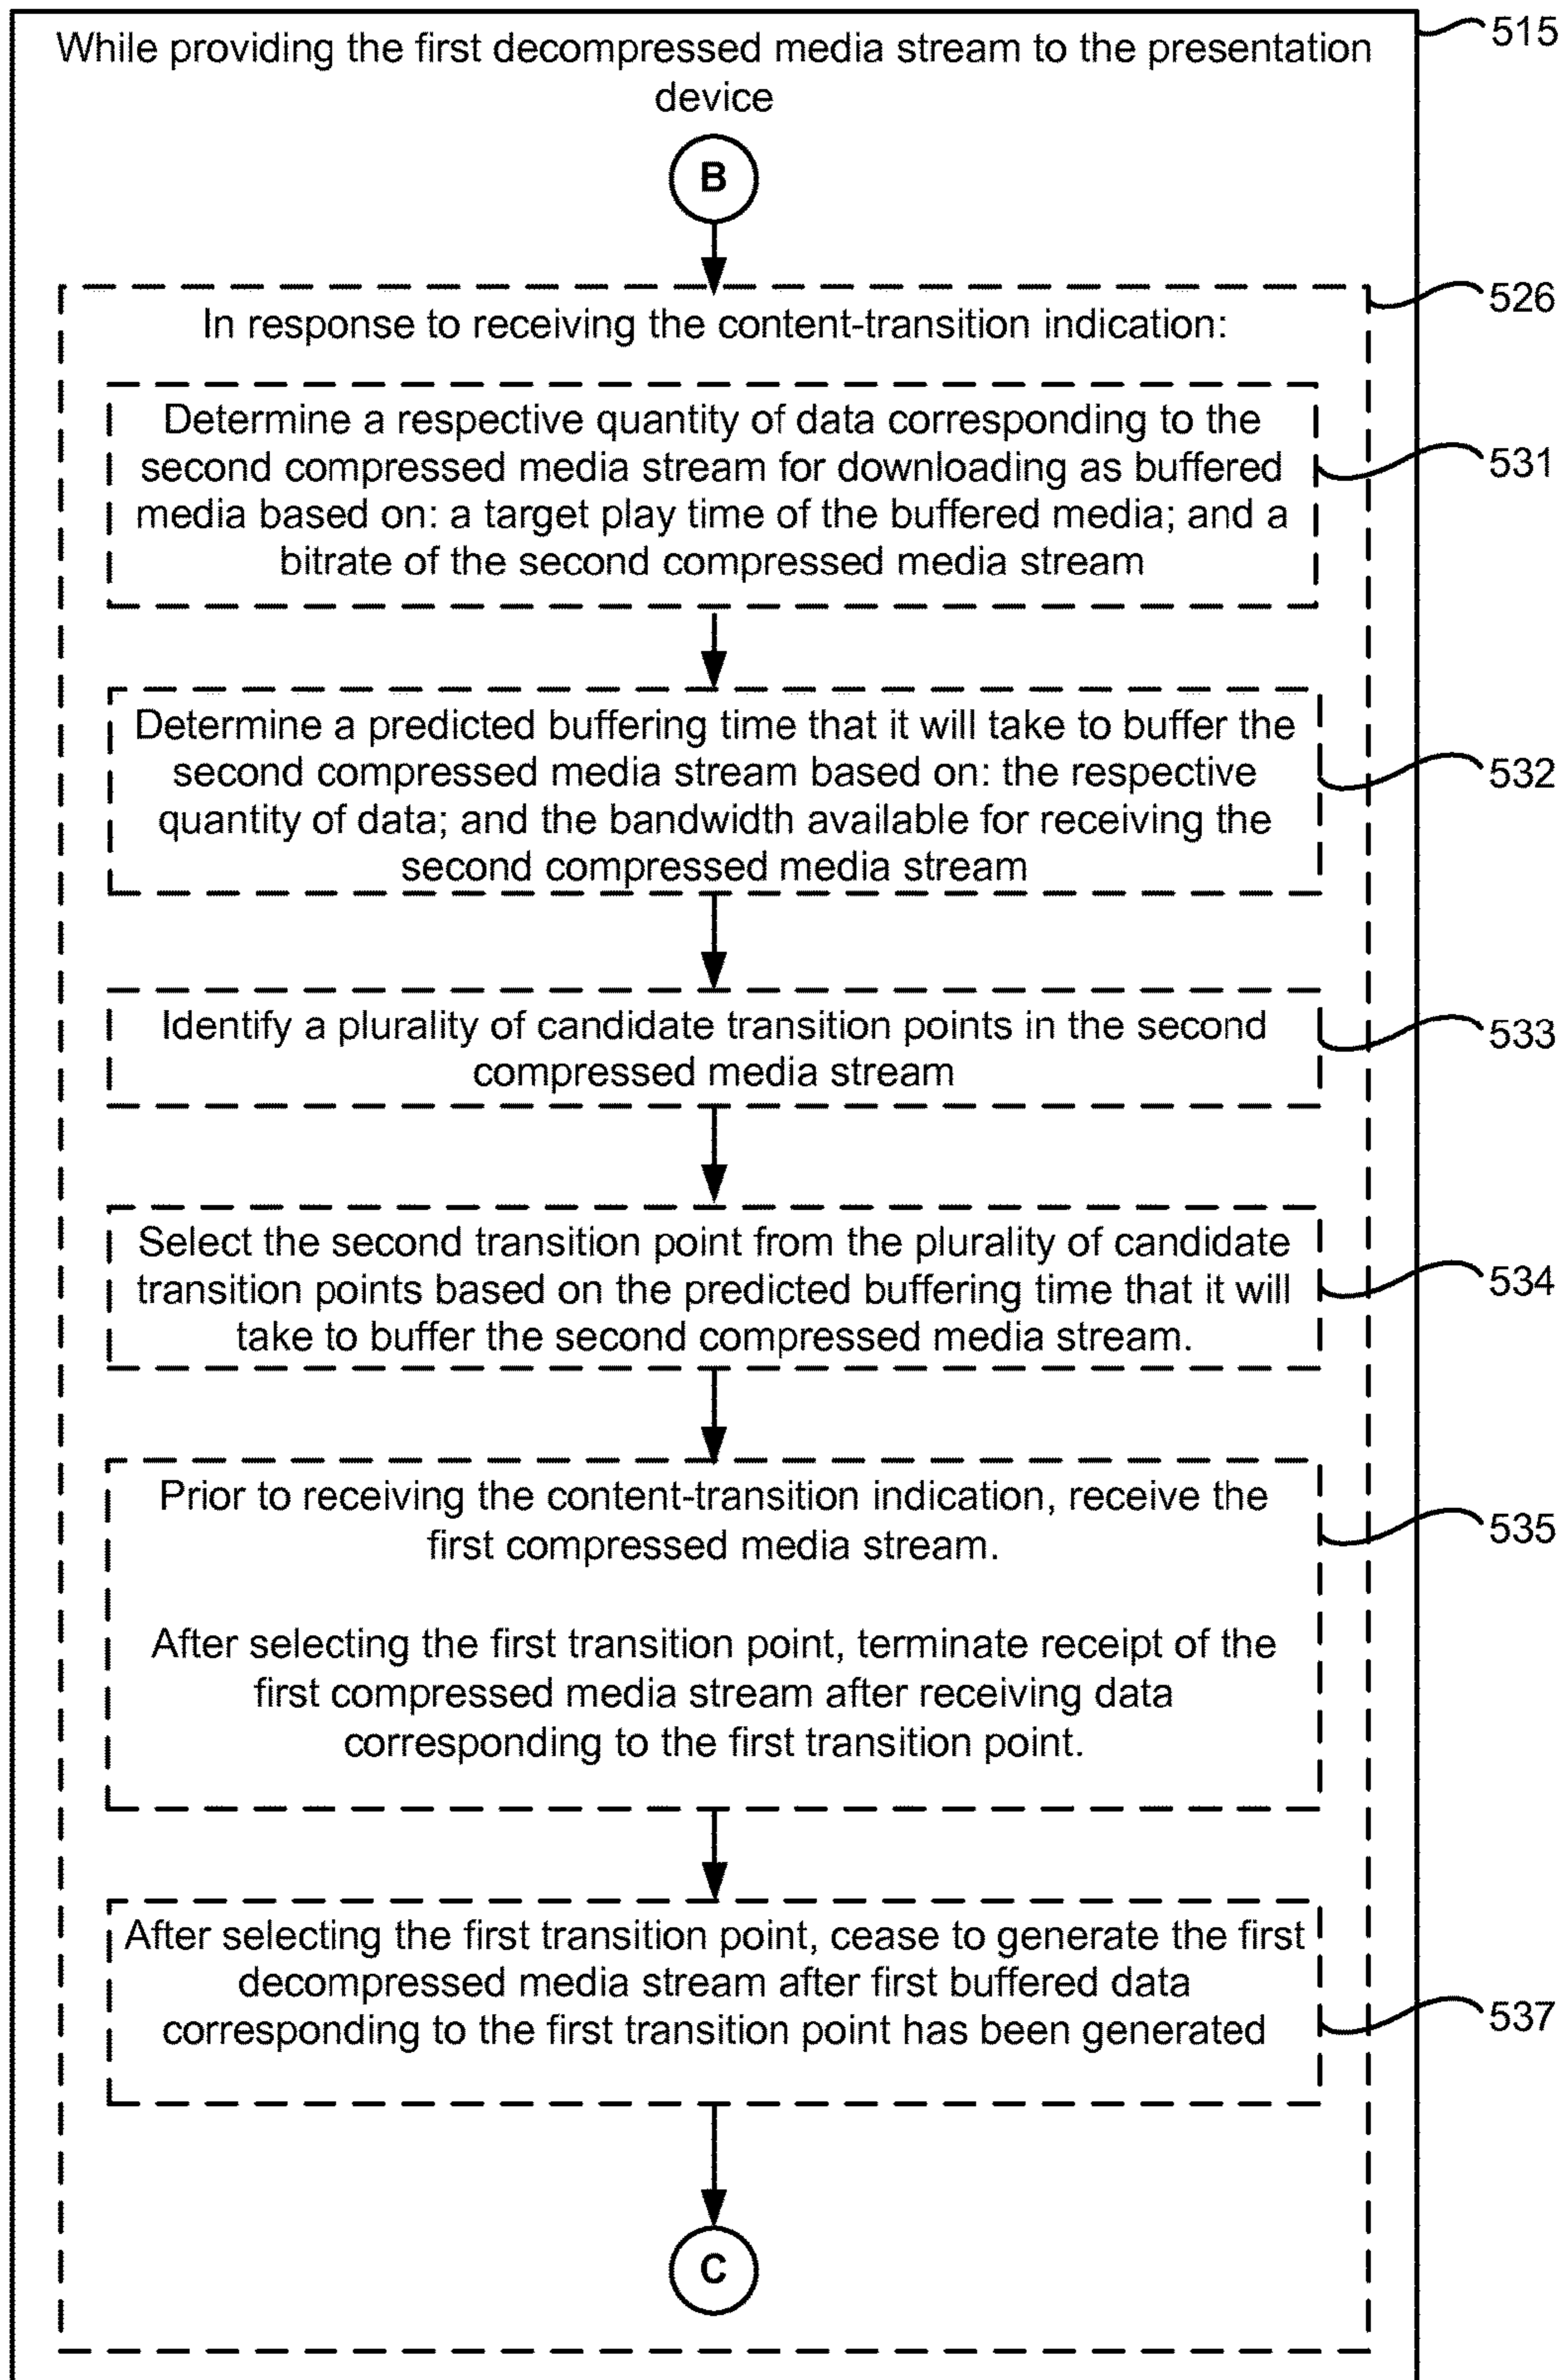 While providing the first decompressed media stream to the presentation
device
515
B
526
In response to receiving the content-transition indication:
Determine a respective quantity of data corresponding to the
second compressed media stream for downloading as buffered
media based on: a target play time of the buffered media; and a
bitrate of the second compressed media stream
531
Determine a predicted buffering time that it will take to buffer the
second compressed media stream based on: the respective
quantity of data; and the bandwidth available for receiving the
second compressed media stream
532
Identify a plurality of candidate transition points in the second
compressed media stream
533
Select the second transition point from the plurality of candidate
transition points based on the predicted buffering time that it will
take to buffer the second compressed media stream.
534
Prior to receiving the content-transition indication, receive the
first compressed media stream.
After selecting the first transition point, terminate receipt of the
first compressed media stream after receiving data
corresponding to the first transition point.
535
After selecting the first transition point, cease to generate the first
decompressed media stream after first buffered data
corresponding to the first transition point has been generated
537
C